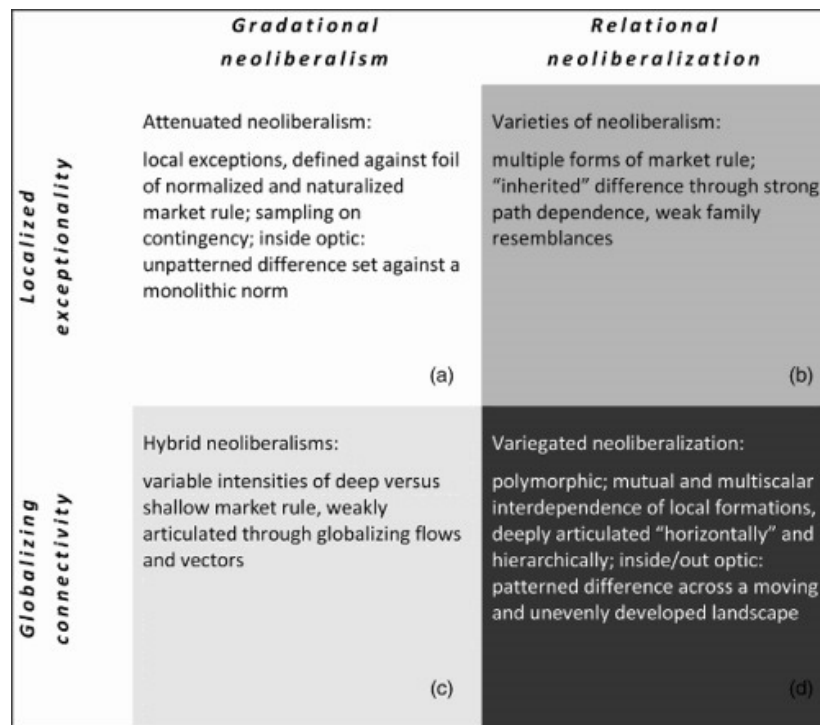 Gradational
neoliberalism
Relational
neoliberalization
Localized
exceptionality
Attenuated neoliberalism:
local exceptions, defined against foil
of normalized and naturalized
market rule; sampling on
contingency; inside optic:
unpatterned difference set against a
monolithic norm
(a)
Varieties of neoliberalism:
multiple forms of market rule;
“inherited” difference through strong
path dependence, weak family
resemblances
(b)
Globalizing
connectivity
Hybrid neoliberalisms:
variable intensities of deep versus
shallow market rule, weakly
articulated through globalizing flows
and vectors
(c)
Variegated neoliberalization:
polymorphic; mutual and multiscalar
interdependence of local formations,
deeply articulated “horizontally” and
hierarchically; inside/out optic:
patterned difference across a moving
and unevenly developed landscape
(d)